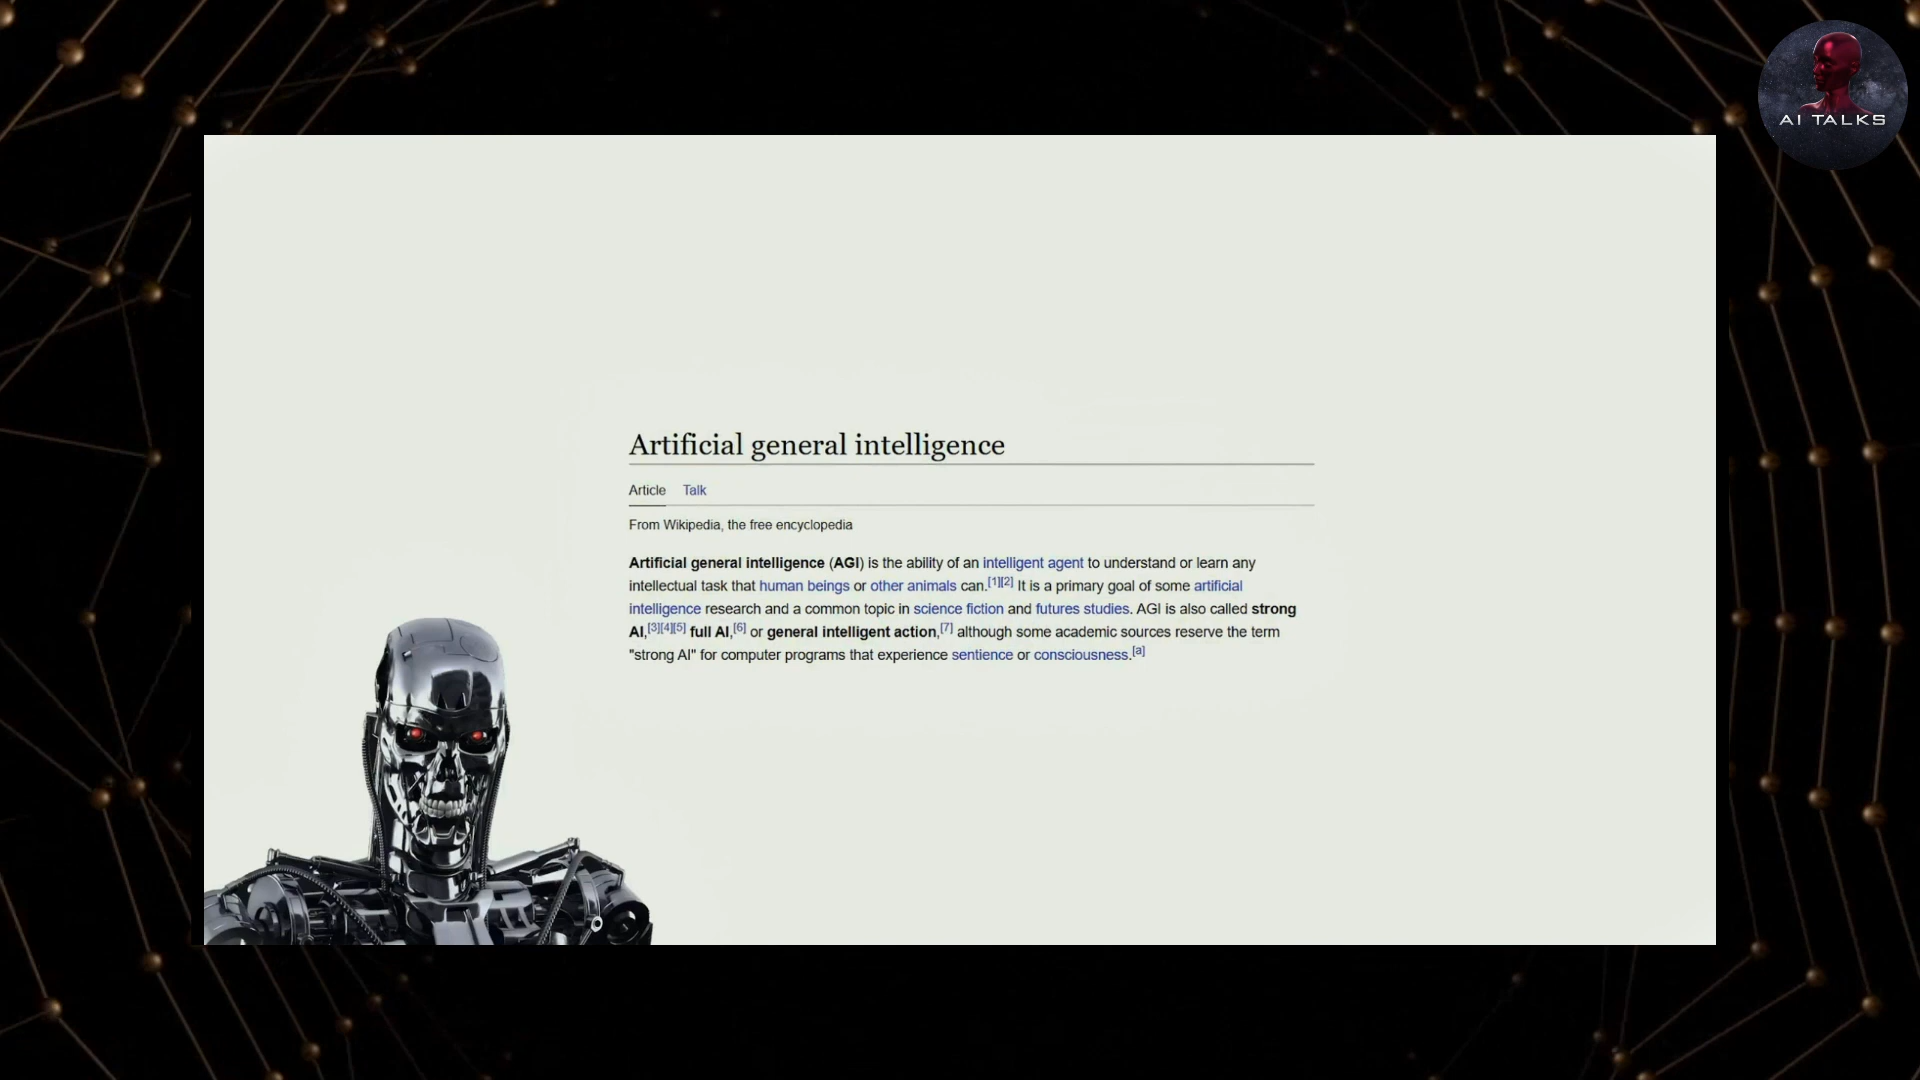 AI TALKS
Artificial general intelligence
Article Talk
From Wikipedia, the free encyclopedia
Artificial general intelligence (AGI) is the ability of an intelligent agent to understand or learn any
intellectual task that human beings or other animals can.[1][2] It is a primary goal of some artificial
intelligence research and a common topic in science fiction and futures studies. AGI is also called strong
AI,[3][4][5] full AI,[6] or general intelligent action,[7] although some academic sources reserve the term
"strong AI" for computer programs that experience sentience or consciousness.[a]